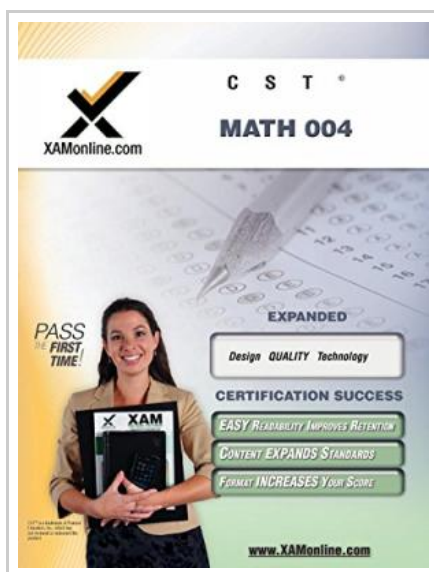 C S T ®
MATH 004
XAMonline.com
EXPANDED
Design QUALITY Technology
PASS
THE FIRST
TIME!
CERTIFICATION SUCCESS
EASY READABILITY IMPROVES RETENTION
CONTENT EXPANDS STANDARDS
FORMAT INCREASES YOUR SCORE
XAM
www.XAMonline.com